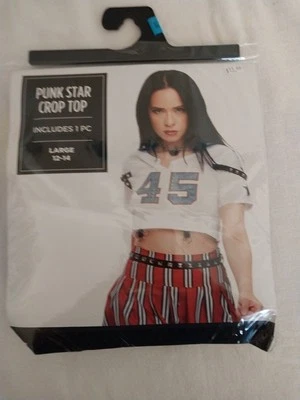 PUNK STAR
CROP TOP
INCLUDES 1 PC
LARGE
12-14
45